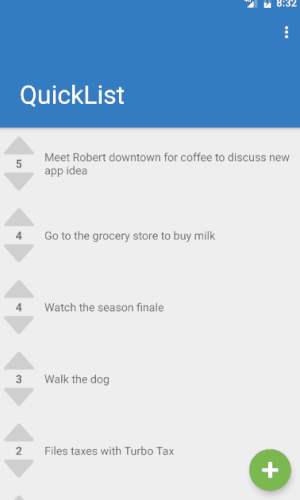 8:32
QuickList
5
Meet Robert downtown for coffee to discuss new
app idea
4
Go to the grocery store to buy milk
4
Watch the season finale
3
Walk the dog
2
Files taxes with Turbo Tax